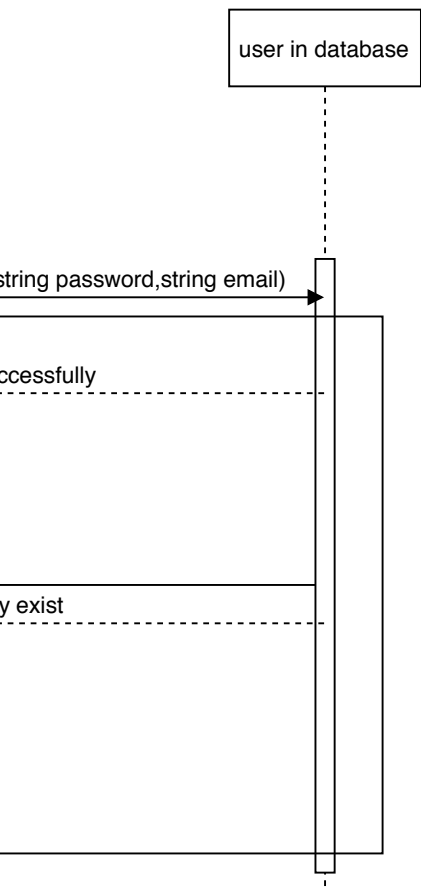 user in database
string password,string email)
ccessfully
y exist